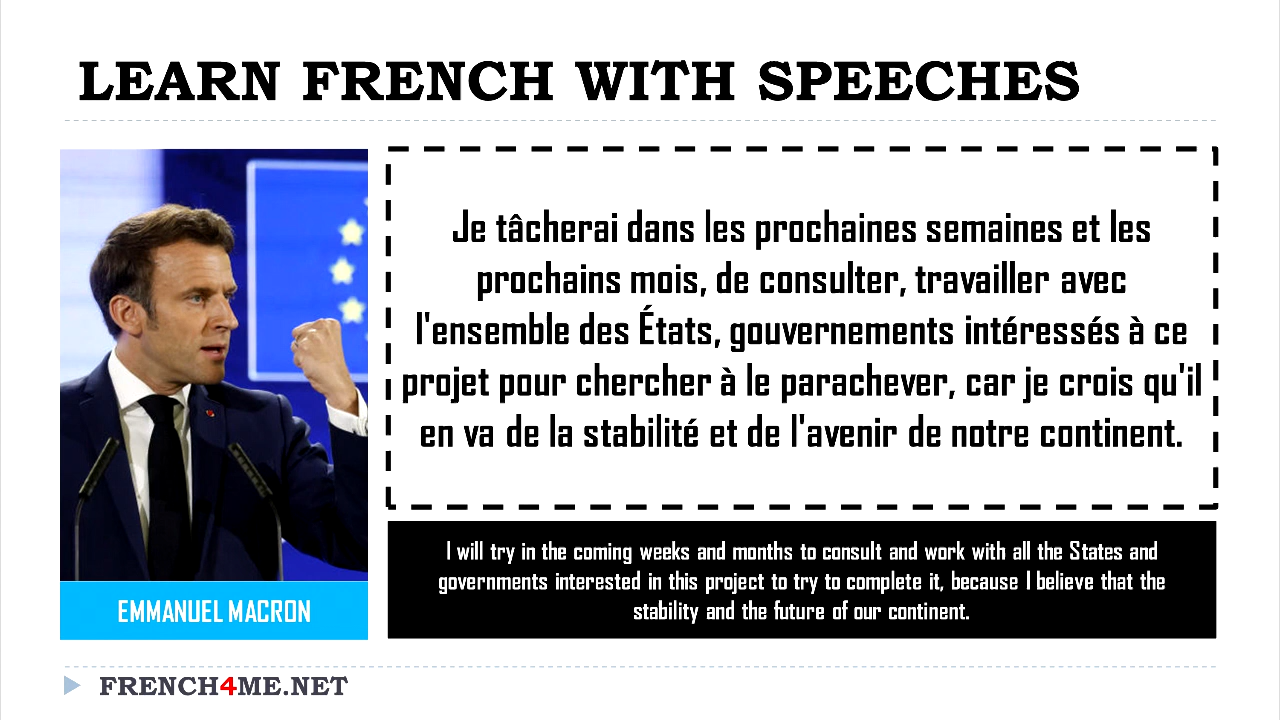 LEARN FRENCH WITH SPEECHES
Je tâcherai dans les prochaines semaines et les
prochains mois, de consulter, travailler avec
l'ensemble des États, gouvernements intéressés à ce
projet pour chercher à le parachever, car je crois qu'il
en va de la stabilité et de l'avenir de notre continent.
I will try in the coming weeks and months to consult and work with all the States and
governments interested in this project to try to complete it, because I believe that the
stability and the future of our continent.
EMMANUEL MACRON
FRENCH4ME.NET